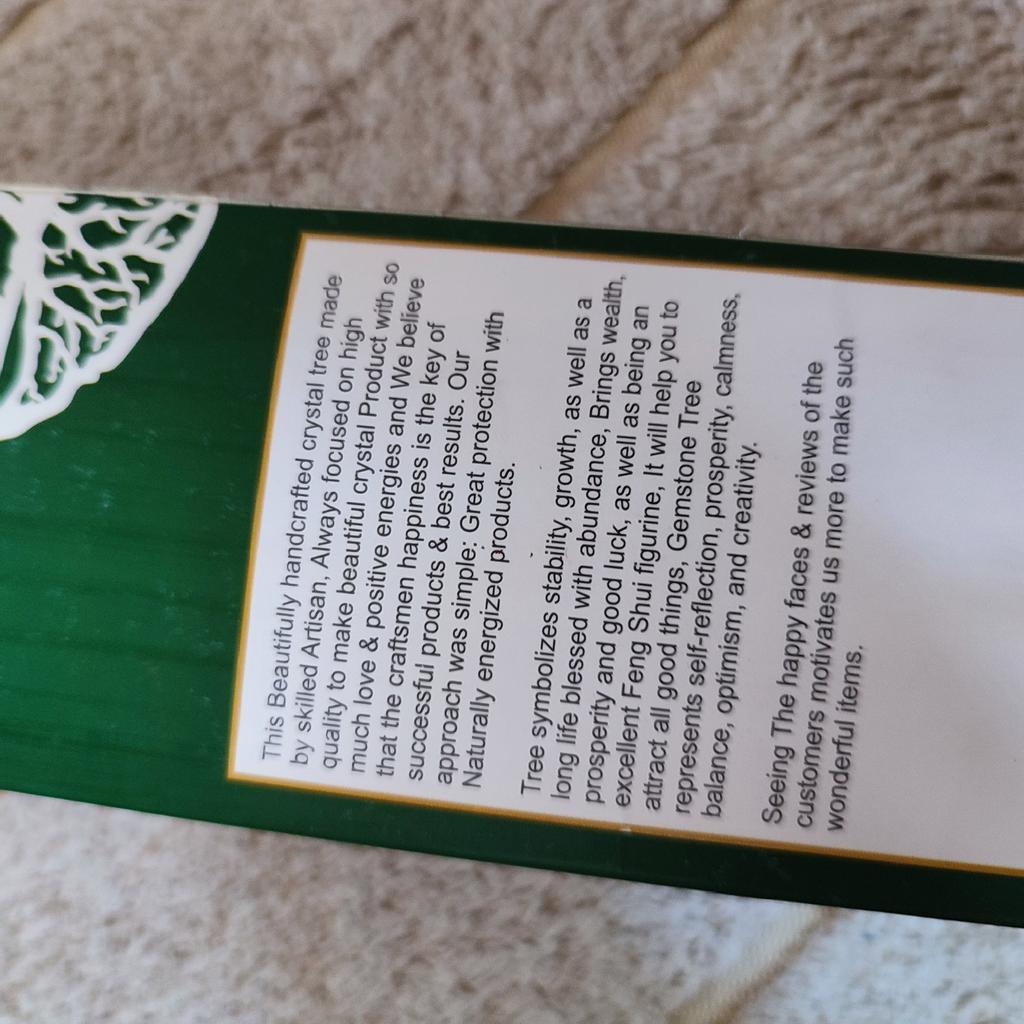 This Beautifully handcrafted crystal tree made
by skilled Artisan, Always focused on high
quality to make beautiful crystal Product with so
much love & positive energies and We believe
that the craftsmen happiness is the key of
successful products & best results. Our
approach was simple: Great protection with
Naturally energized products.
Tree symbolizes stability, growth, as well as a
long life blessed with abundance, Brings wealth,
prosperity and good luck, as well as being an
excellent Feng Shui figurine, It will help you to
attract all good things, Gemstone Tree
represents self-reflection, prosperity, calmness,
balance, optimism, and creativity.
Seeing The happy faces & reviews of the
customers motivates us more to make such
wonderful items.